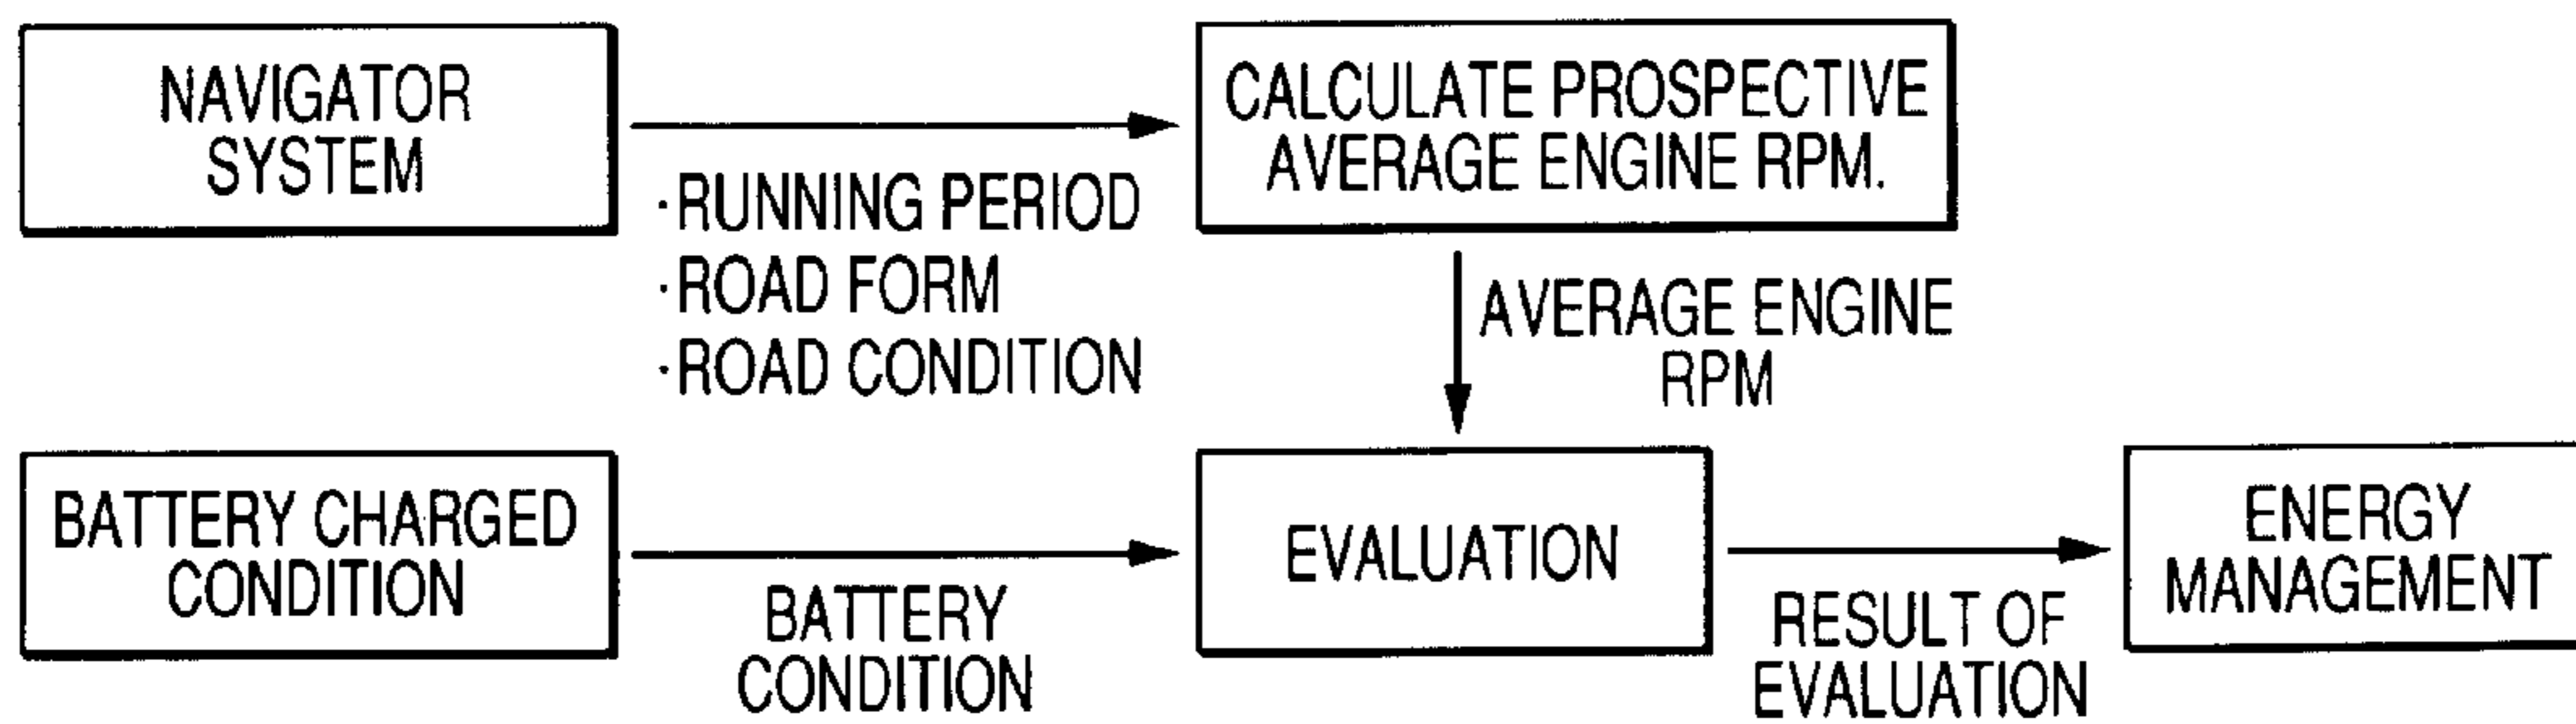 NAVIGATOR
SYSTEM
·RUNNING PERIOD
·ROAD FORM
·ROAD CONDITION
CALCULATE PROSPECTIVE
AVERAGE ENGINE RPM.
AVERAGE ENGINE
RPM
BATTERY CHARGED
CONDITION
BATTERY
CONDITION
EVALUATION
RESULT OF
EVALUATION
ENERGY
MANAGEMENT